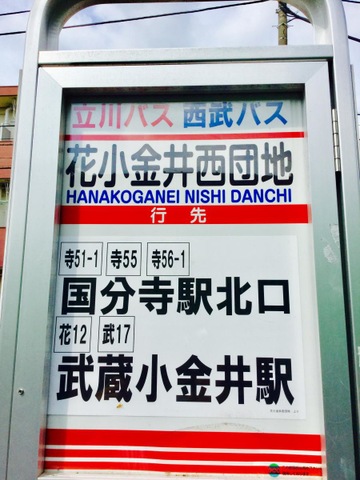 立川バス 西武バス
花小金井西団地
HANAKOGANEI NISHI DANCHI
行先
寺51-1 寺55 寺56-1
国分寺駅北口
花12 武17
武蔵小金井駅